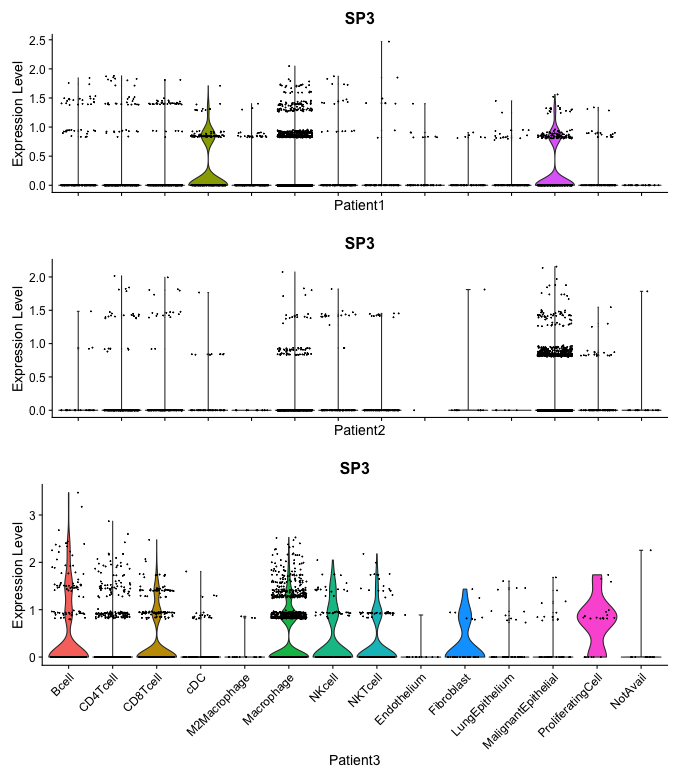 SP3
Expression Level
2.5
2.0
1.5
1.0
0.5
0.0
Patient1
SP3
Expression Level
2.0
1.5
1.0
0.5
0.0
Patient2
SP3
Expression Level
3
2
1
0
Bcell
CD4Tcell
CD8Tcell
cDC
M2Macrophage
Macrophage
NKcell
NKTcell
Endothelium
Fibroblast
LungEpithelium
MalignantEpithelial
ProliferatingCell
NotAvail
Patient3